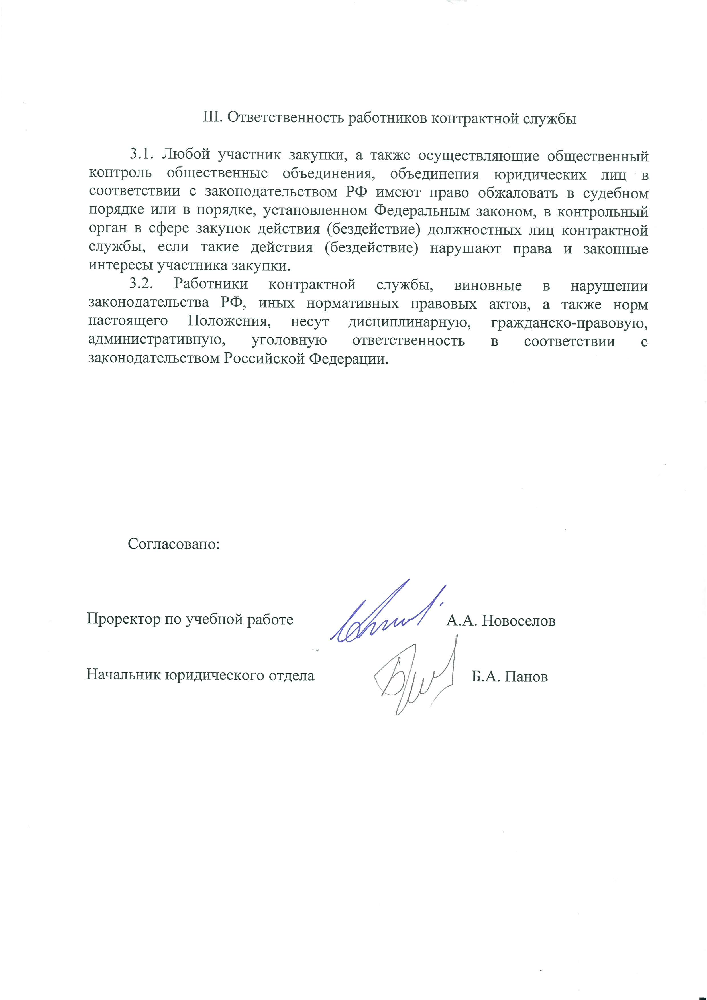 III. Ответственность работников контрактной службы
3.1. Любой участник закупки, а также осуществляющие общественный
контроль общественные объединения, объединения юридических лиц в
соответствии с законодательством РФ имеют право обжаловать в судебном
порядке или в порядке, установленном Федеральным законом, в контрольный
орган в сфере закупок действия (бездействие) должностных лиц контрактной
службы, если такие действия (бездействие) нарушают права и законные
интересы участника закупки.
3.2. Работники контрактной службы, виновные в нарушении
законодательства РФ, иных нормативных правовых актов, а также норм
настоящего Положения, несут дисциплинарную, гражданско-правовую,
административную, уголовную ответственность в соответствии с
законодательством Российской Федерации.
Согласовано:
Проректор по учебной работе А.А. Новоселов
Начальник юридического отдела Б.А. Панов